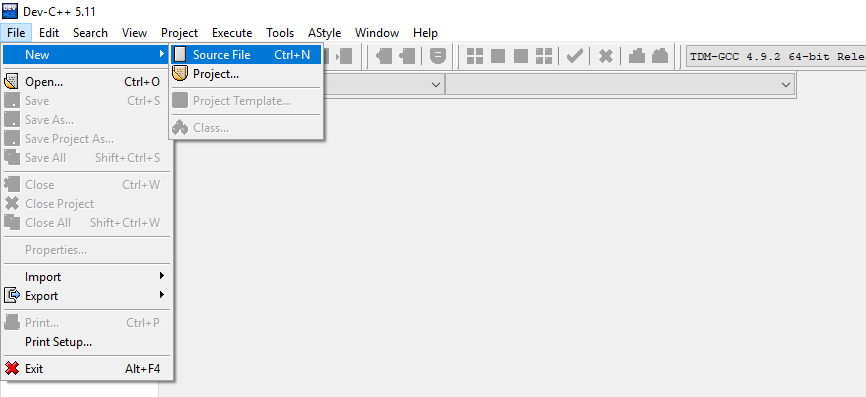 Dev-C++ 5.11
File Edit Search View Project Execute Tools AStyle Window Help
New
Source File Ctrl+N
Project...
Project Template...
Class...
TDM-GCC 4.9.2 64-bit Rele
Open... Ctrl+O
Save Ctrl+S
Save As...
Save Project As...
Save All Shift+Ctrl+S
Close Ctrl+W
Close Project
Close All Shift+Ctrl+W
Properties...
Import
Export
Print... Ctrl+P
Print Setup...
Exit Alt+F4